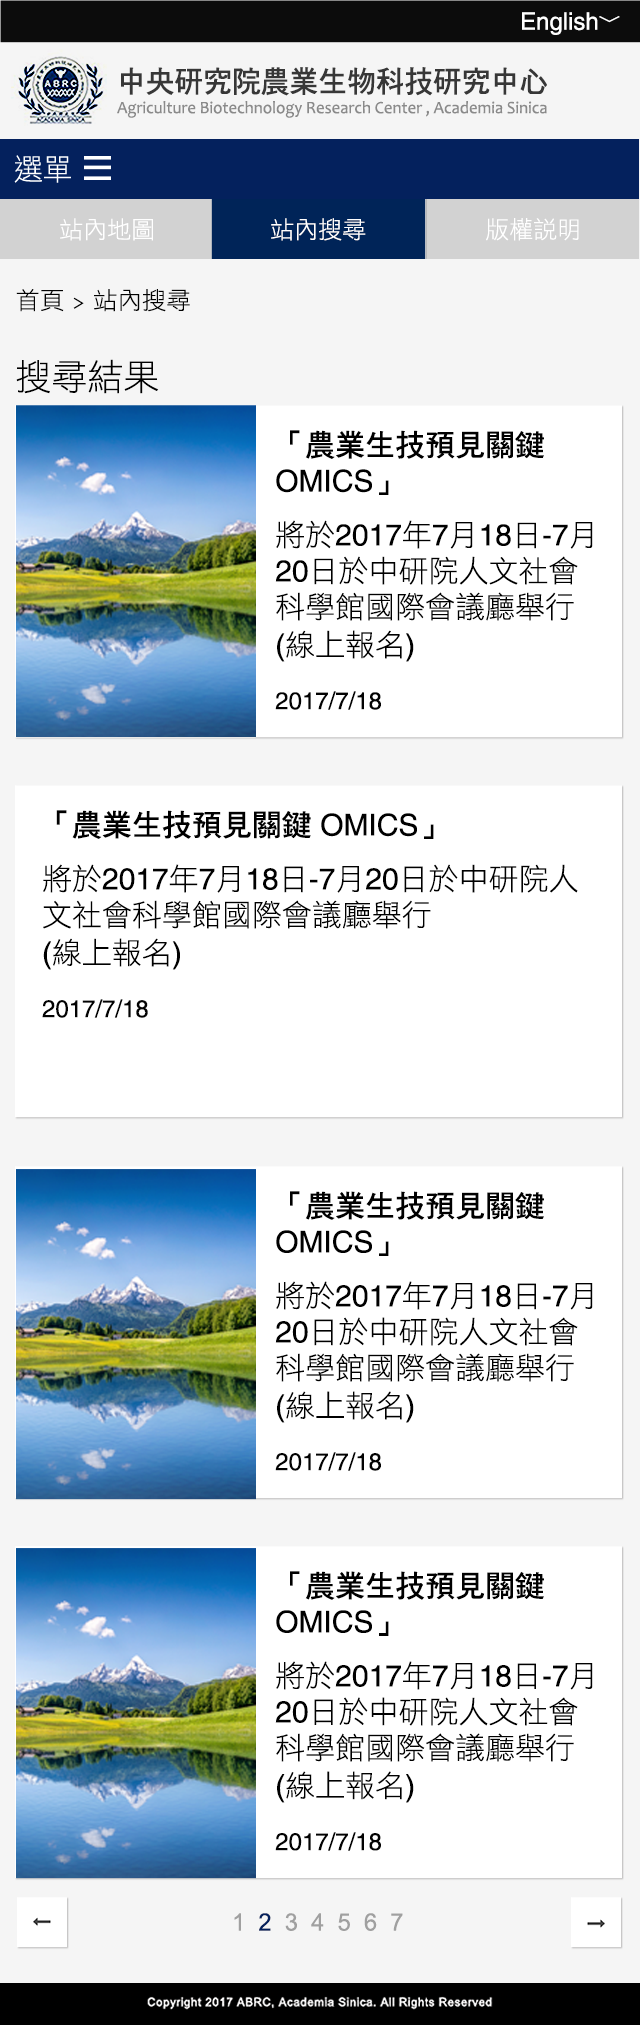 English
中央研究院農業生物科技研究中心
Agriculture Biotechnology Research Center , Academia Sinica
ABRC
ACADEMIA SINICA
選單
站內地圖 站內搜尋 版權説明
首頁 > 站內搜尋
搜尋結果
「農業生技預見關鍵
OMICS」
將於2017年7月18日-7月
20日於中研院人文社會
科學館國際會議廳舉行
(線上報名)
2017/7/18
「農業生技預見關鍵 OMICS」
將於2017年7月18日-7月20日於中研院人
文社會科學館國際會議廳舉行
(線上報名)
2017/7/18
「農業生技預見關鍵
OMICS」
將於2017年7月18日-7月
20日於中研院人文社會
科學館國際會議廳舉行
(線上報名)
2017/7/18
「農業生技預見關鍵
OMICS」
將於2017年7月18日-7月
20日於中研院人文社會
科學館國際會議廳舉行
(線上報名)
2017/7/18
← 1 2 3 4 5 6 7 →
Copyright 2017 ABRC, Academia Sinica. All Rights Reserved